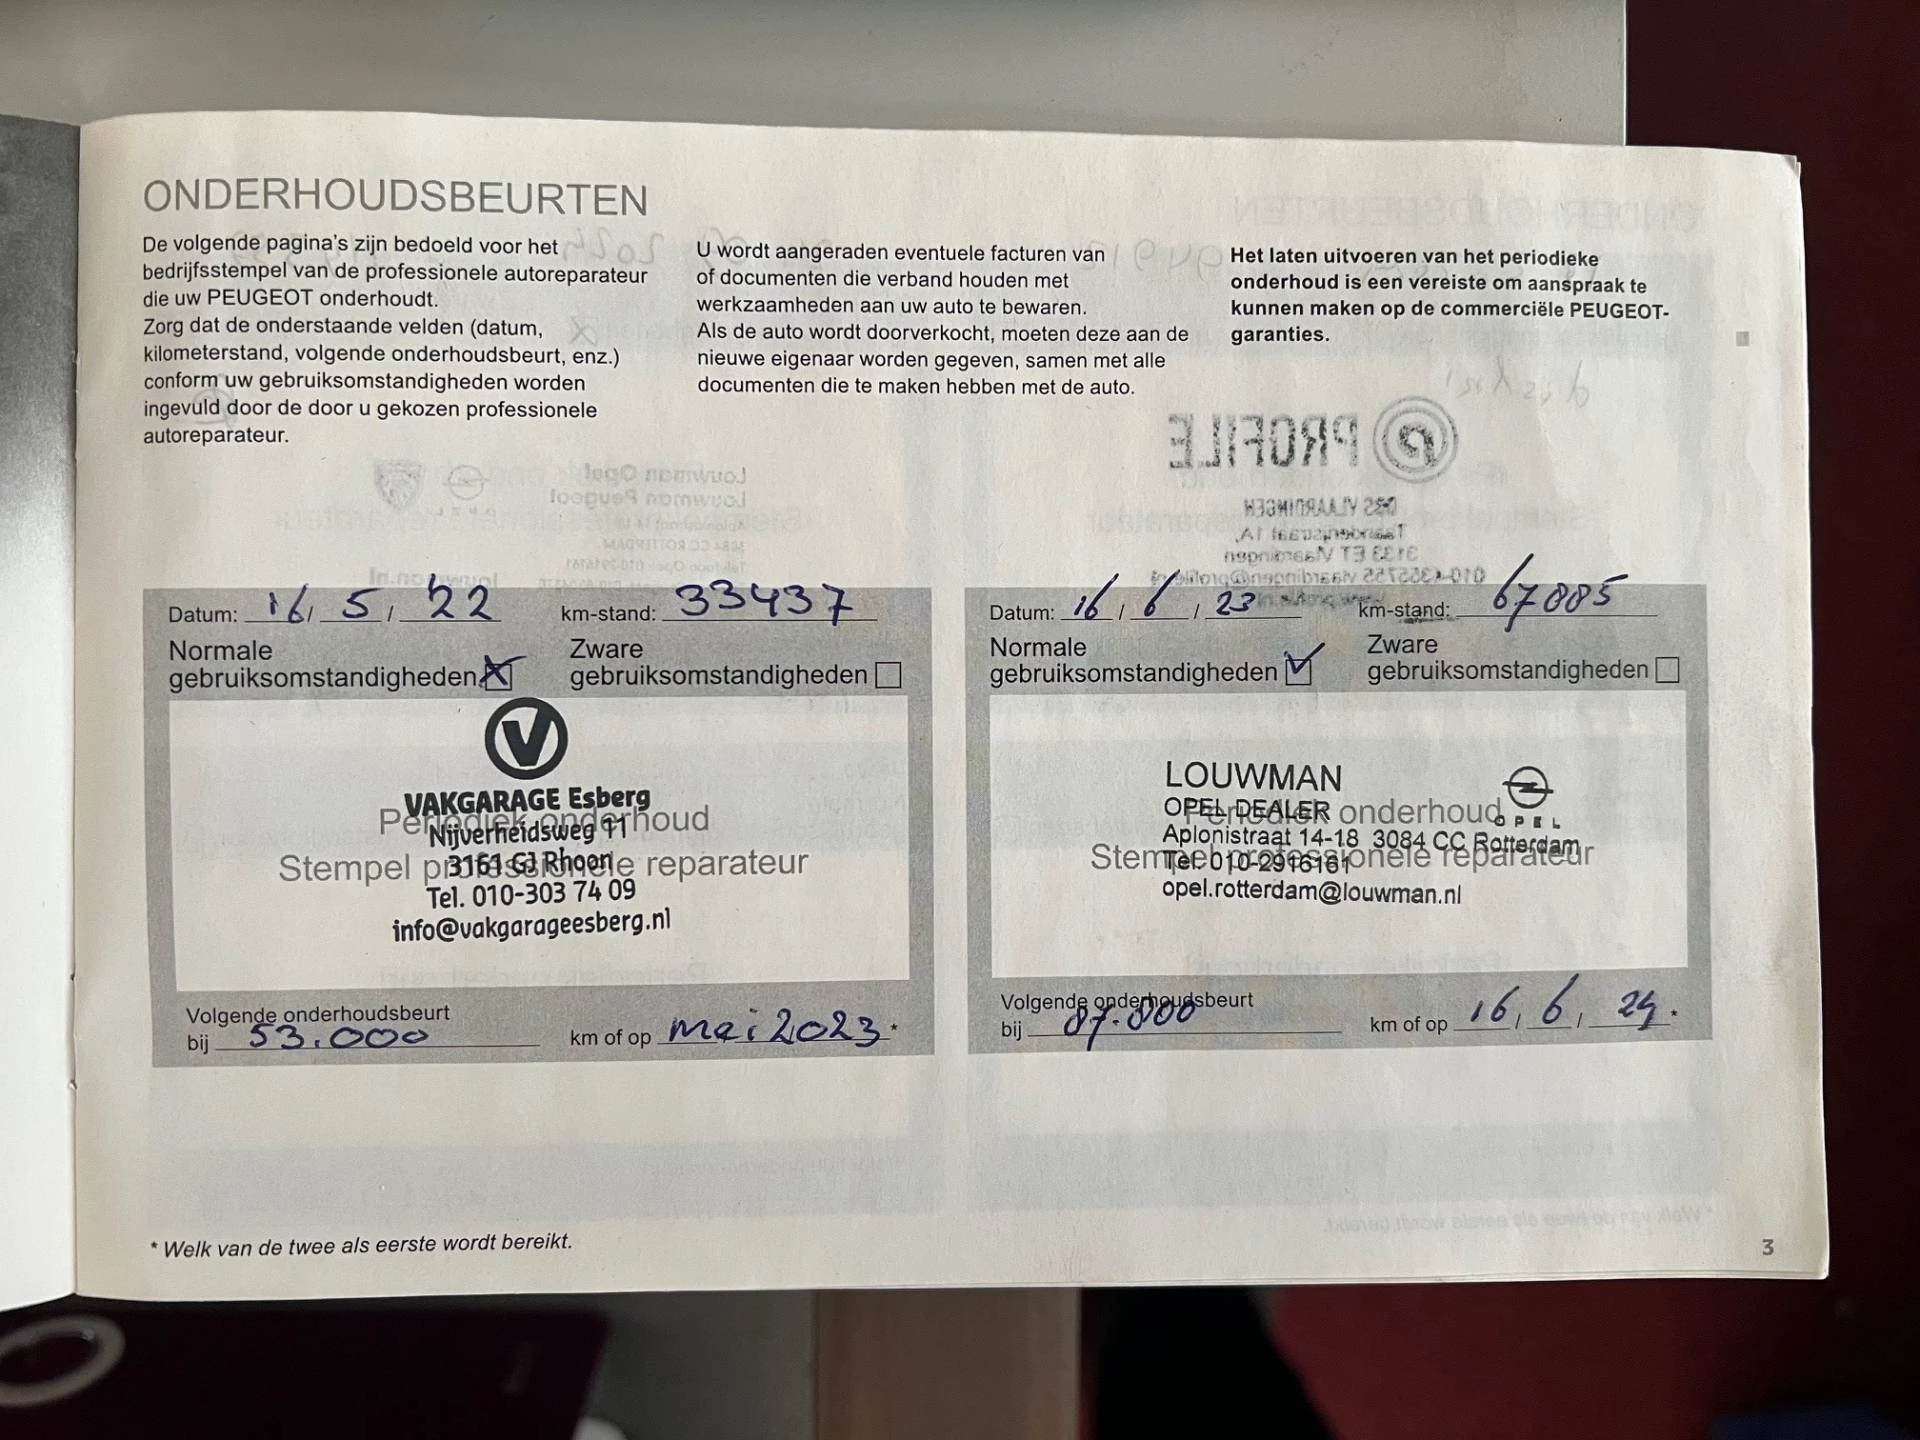 ONDERHOUDSBEURTEN
De volgende pagina's zijn bedoeld voor het
bedrijfsstempel van de professionele autoreparateur
die uw PEUGEOT onderhoudt.
Zorg dat de onderstaande velden (datum,
kilometerstand, volgende onderhoudsbeurt, enz.)
conform uw gebruiksomstandigheden worden
ingevuld door de door u gekozen professionele
autoreparateur.
U wordt aangeraden eventuele facturen van
of documenten die verband houden met
werkzaamheden aan uw auto te bewaren.
Als de auto wordt doorverkocht, moeten deze aan de
nieuwe eigenaar worden gegeven, samen met alle
documenten die te maken hebben met de auto.
Het laten uitvoeren van het periodieke
onderhoud is een vereiste om aanspraak te
kunnen maken op de commerciële PEUGEOT-
garanties.
Datum: 16 / 5 / 22 km-stand: 33437
Normale
gebruiksomstandigheden
Zware
gebruiksomstandigheden
V
VAKGARAGE Esberg
Periodiek onderhoud
Nijverheidsweg 11
3161 GJ Rhoon
Stempel professionele reparateur
Tel. 010-303 74 09
info@vakgarageesberg.nl
Volgende onderhoudsbeurt
bij 53.000 km of op mei 2023 *
Datum: 16 / 6 / 23 km-stand: 67885
Normale
gebruiksomstandigheden
Zware
gebruiksomstandigheden
LOUWMAN
OPEL DEALER
OPEL
Periodiek onderhoud
Aplonistraat 14-18 3084 CC Rotterdam
Stempel professionele reparateur
Tel. 010-2916161
opel.rotterdam@louwman.nl
Volgende onderhoudsbeurt
bij 87.800 km of op 16 / 6 / 24 *
* Welk van de twee als eerste wordt bereikt.
3